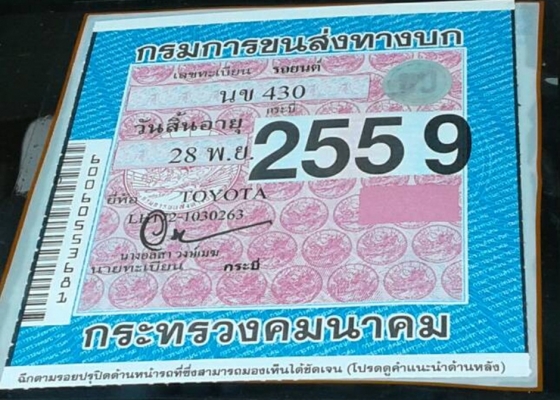 กรมการขนส่งทางบก
เลขทะเบียน รถยนต์
นข 430
กระบี่
วันสิ้นอายุ
28 พ.ย. 2559
ยี่ห้อ TOYOTA
-1030263
นายทะเบียน กระบี่
กระทรวงคมนาคม
ฉีกตามรอยปรุปิดด้านหน้ารถที่ซึ่งสามารถมองเห็นได้ชัดเจน (โปรดดูคำแนะนำด้านหลัง)